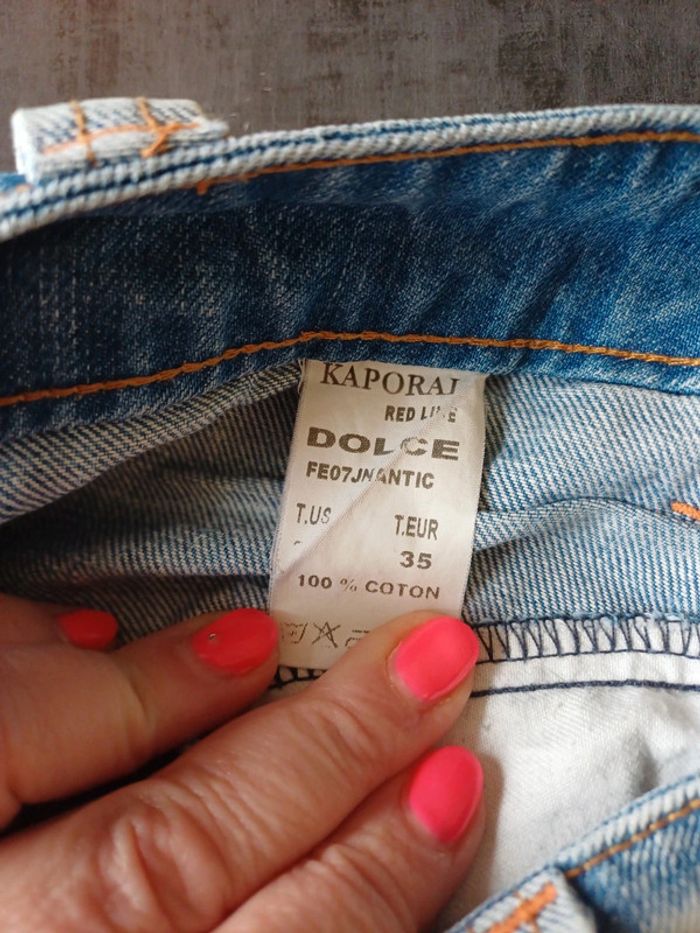 KAPORAL
RED LINE
DOLCE
FE07JNANTIC
T.US T.EUR
35
100 % COTON